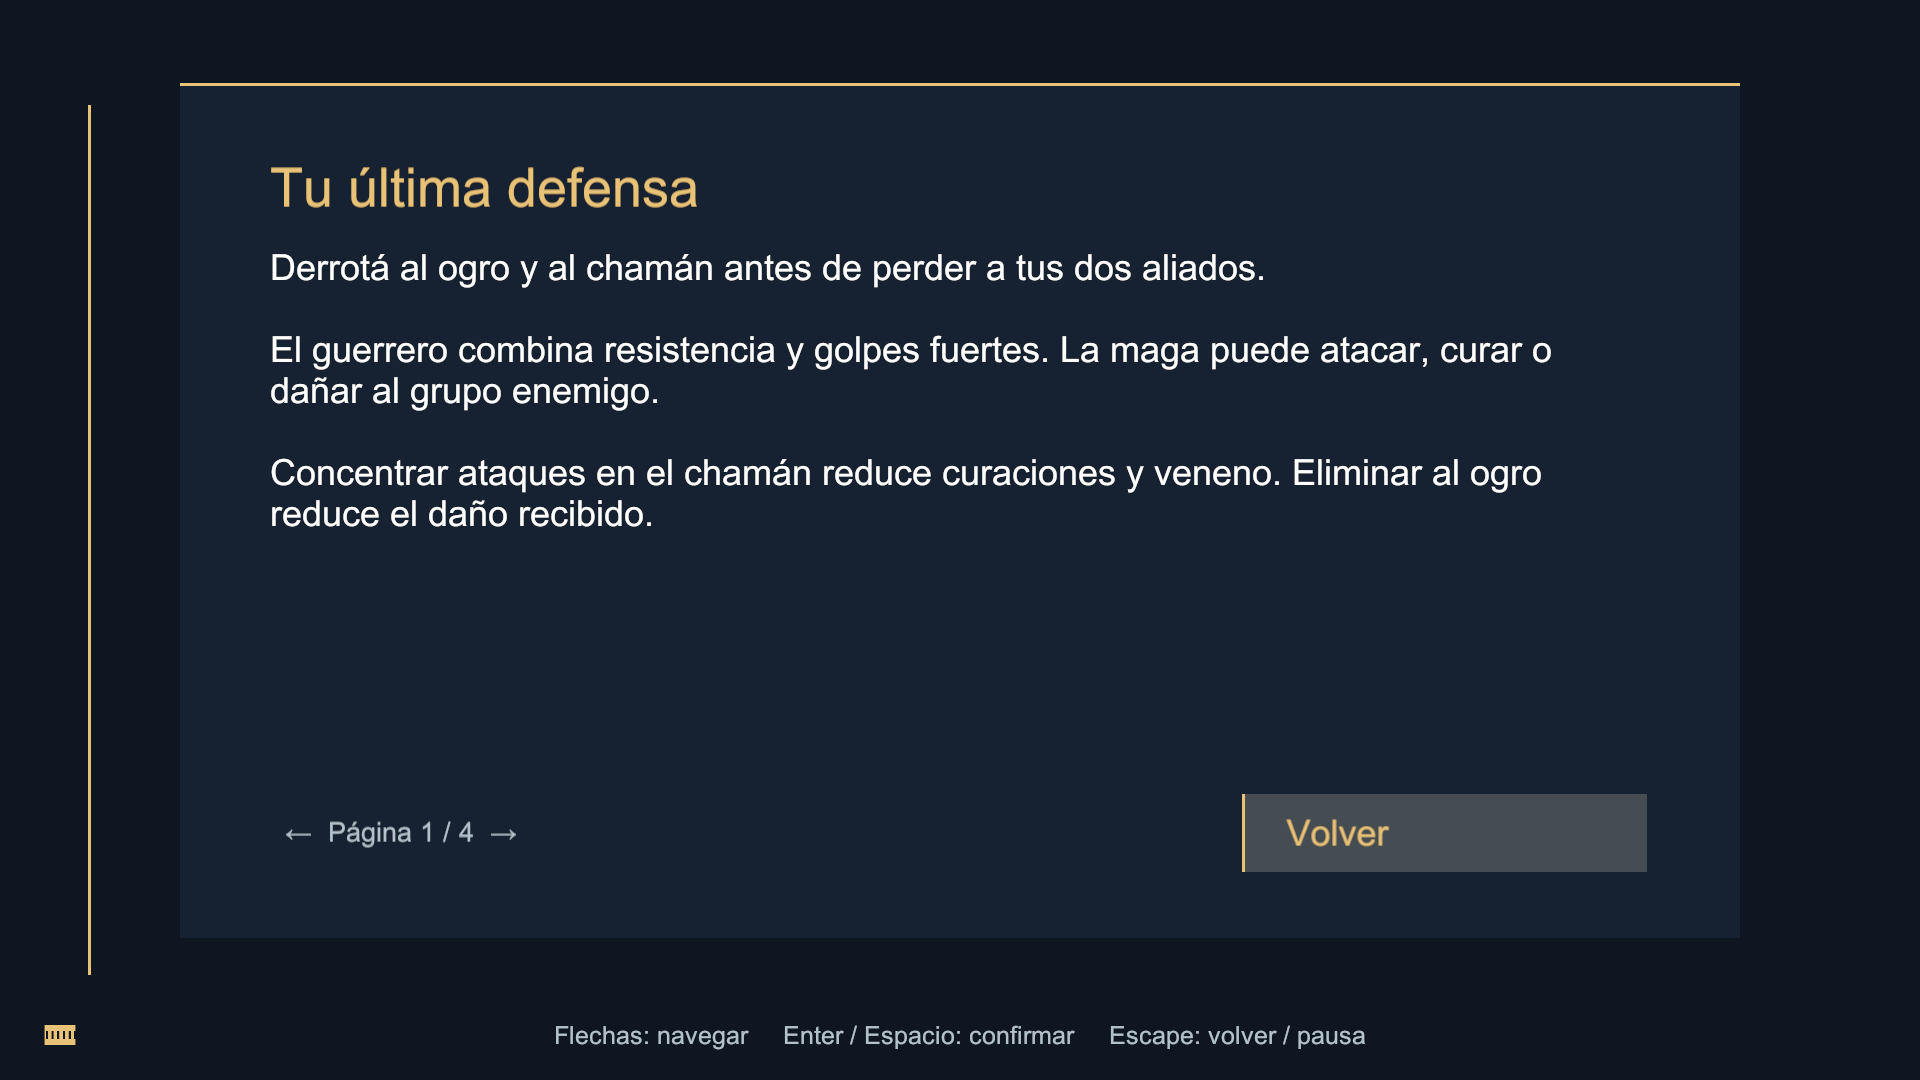 Tu última defensa
Derrotá al ogro y al chamán antes de perder a tus dos aliados.
El guerrero combina resistencia y golpes fuertes. La maga puede atacar, curar o
dañar al grupo enemigo.
Concentrar ataques en el chamán reduce curaciones y veneno. Eliminar al ogro
reduce el daño recibido.
← Página 1 / 4 →
Volver
Flechas: navegar Enter / Espacio: confirmar Escape: volver / pausa